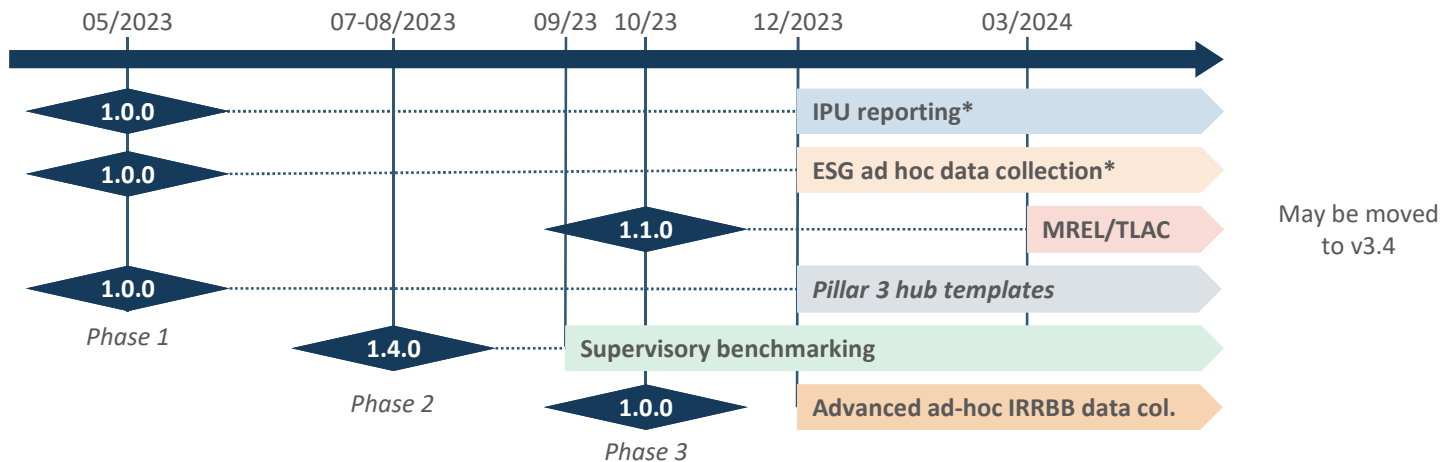 05/2023 07-08/2023 09/23 10/23 12/2023 03/2024
1.0.0 IPU reporting*
1.0.0 ESG ad hoc data collection*
1.1.0 MREL/TLAC
May be moved
to v3.4
1.0.0 Pillar 3 hub templates
Phase 1
1.4.0 Supervisory benchmarking
Phase 2
1.0.0 Advanced ad-hoc IRRBB data col.
Phase 3